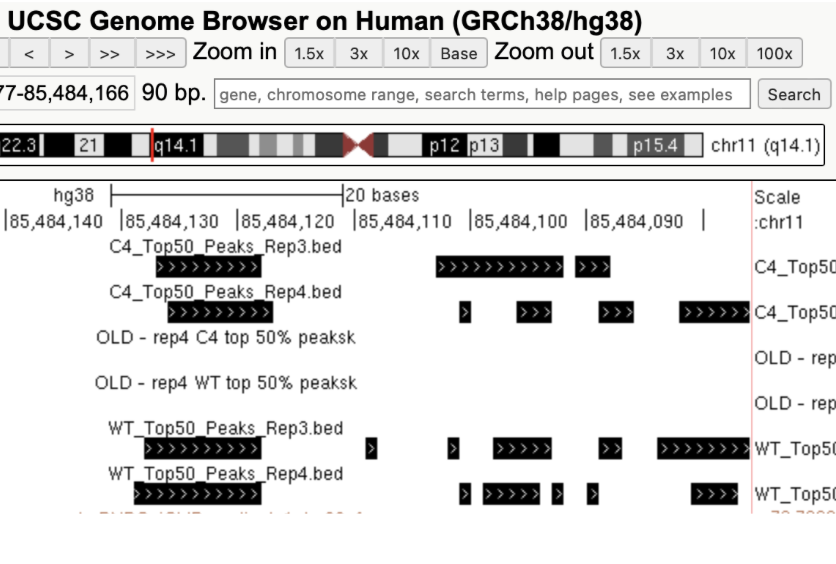 UCSC Genome Browser on Human (GRCh38/hg38)
< > >> >>> Zoom in 1.5x 3x 10x Base Zoom out 1.5x 3x 10x 100x
77-85,484,166 90 bp. gene, chromosome range, search terms, help pages, see examples Search
22.3 21 q14.1 p12 p13 p15.4 chr11 (q14.1)
hg38 20 bases Scale
|85,484,140 |85,484,130 |85,484,120 |85,484,110 |85,484,100 |85,484,090 | :chr11
C4_Top50_Peaks_Rep3.bed
C4_Top50
C4_Top50_Peaks_Rep4.bed
C4_Top50
OLD - rep4 C4 top 50% peaksk
OLD - rep
OLD - rep4 WT top 50% peaksk
OLD - rep
WT_Top50_Peaks_Rep3.bed
WT_Top50
WT_Top50_Peaks_Rep4.bed
WT_Top50